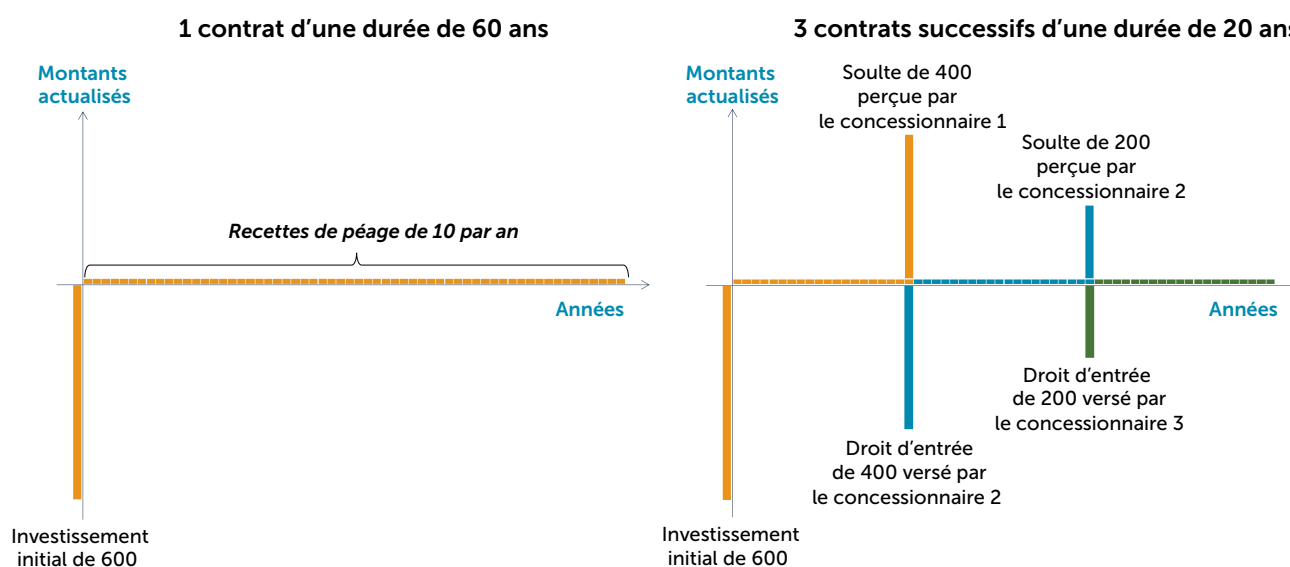 1 contrat d’une durée de 60 ans
Montants
actualisés
Recettes de péage de 10 par an
Années
Investissement
initial de 600
3 contrats successifs d’une durée de 20 ans
Montants
actualisés
Soulte de 400
perçue par
le concessionnaire 1
Soulte de 200
perçue par
le concessionnaire 2
Années
Droit d’entrée
de 200 versé par
le concessionnaire 3
Droit d’entrée
de 400 versé par
le concessionnaire 2
Investissement
initial de 600